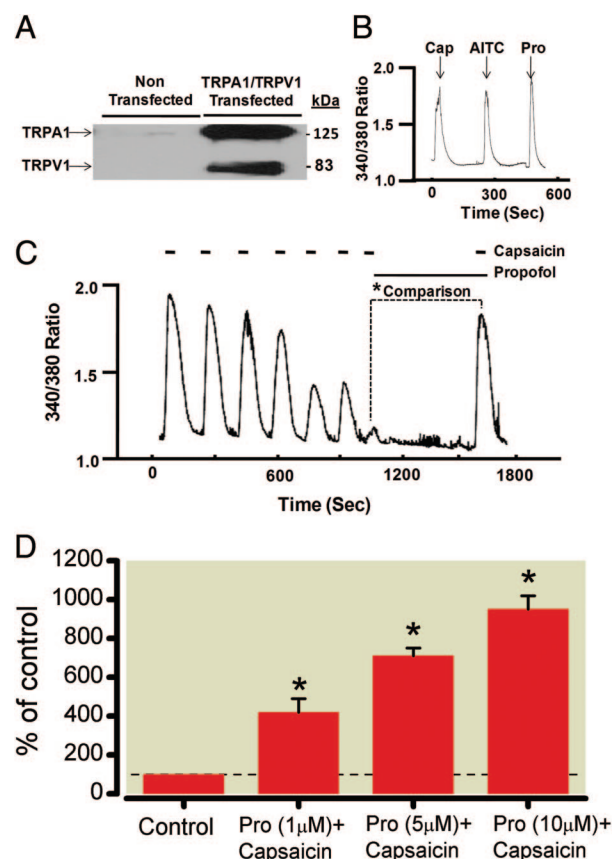 A
Non
Transfected
TRPA1/TRPV1
Transfected
kDa
TRPA1
125
TRPV1
83
B
Cap AITC Pro
340/380 Ratio
2.0
1.5
1.0
0 300 600
Time (Sec)
C
Capsaicin
Propofol
*Comparison
340/380 Ratio
2.0
1.5
1.0
0 600 1200 1800
Time (Sec)
D
% of control
1200
1000
800
600
400
200
0
* * *
Control
Pro (1µM)+
Capsaicin
Pro (5µM)+
Capsaicin
Pro (10µM)+
Capsaicin